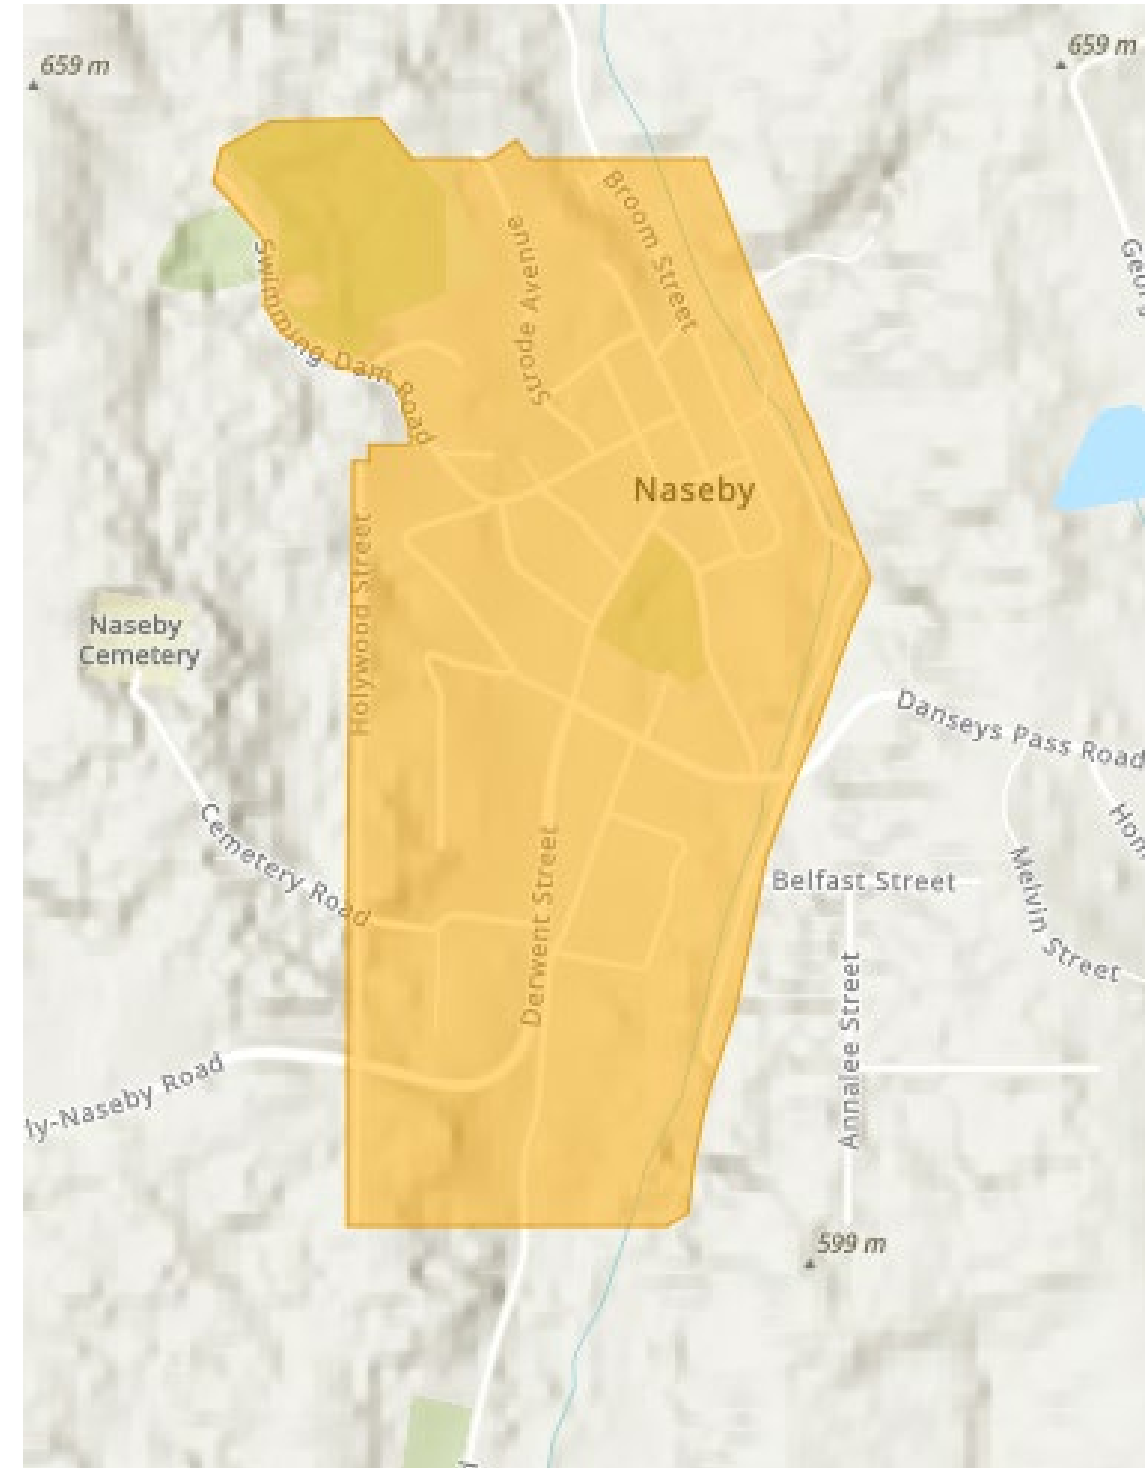 659 m
659 m
Broom Street
Strode Avenue
Swimming Dam Road
Naseby
Holywood Street
Naseby
Cemetery
Danseys Pass Road
Cemetery Road
Belfast Street
Melvin Street
Derwent Street
Annalee Street
ly-Naseby Road
599 m